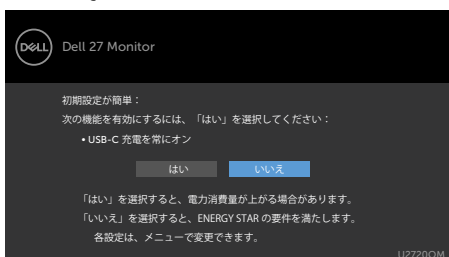 DELL
Dell 27 Monitor
初期設定が簡単：
次の機能を有効にするには、「はい」を選択してください：
• USB-C 充電を常にオン
はい いいえ
「はい」を選択すると、電力消費量が上がる場合があります。
「いいえ」を選択すると、ENERGY STAR の要件を満たします。
各設定は、メニューで変更できます。
U2720QM